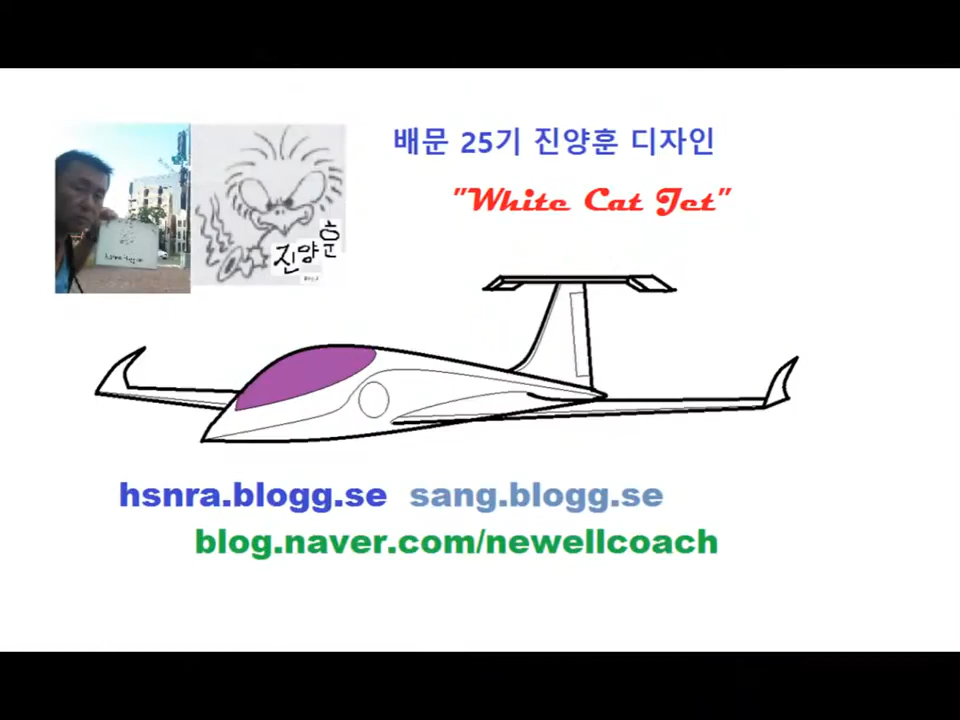 배문 25기 진양훈 디자인
"White Cat Jet"
진양훈
hsnra.blogg.se sang.blogg.se
blog.naver.com/newellcoach